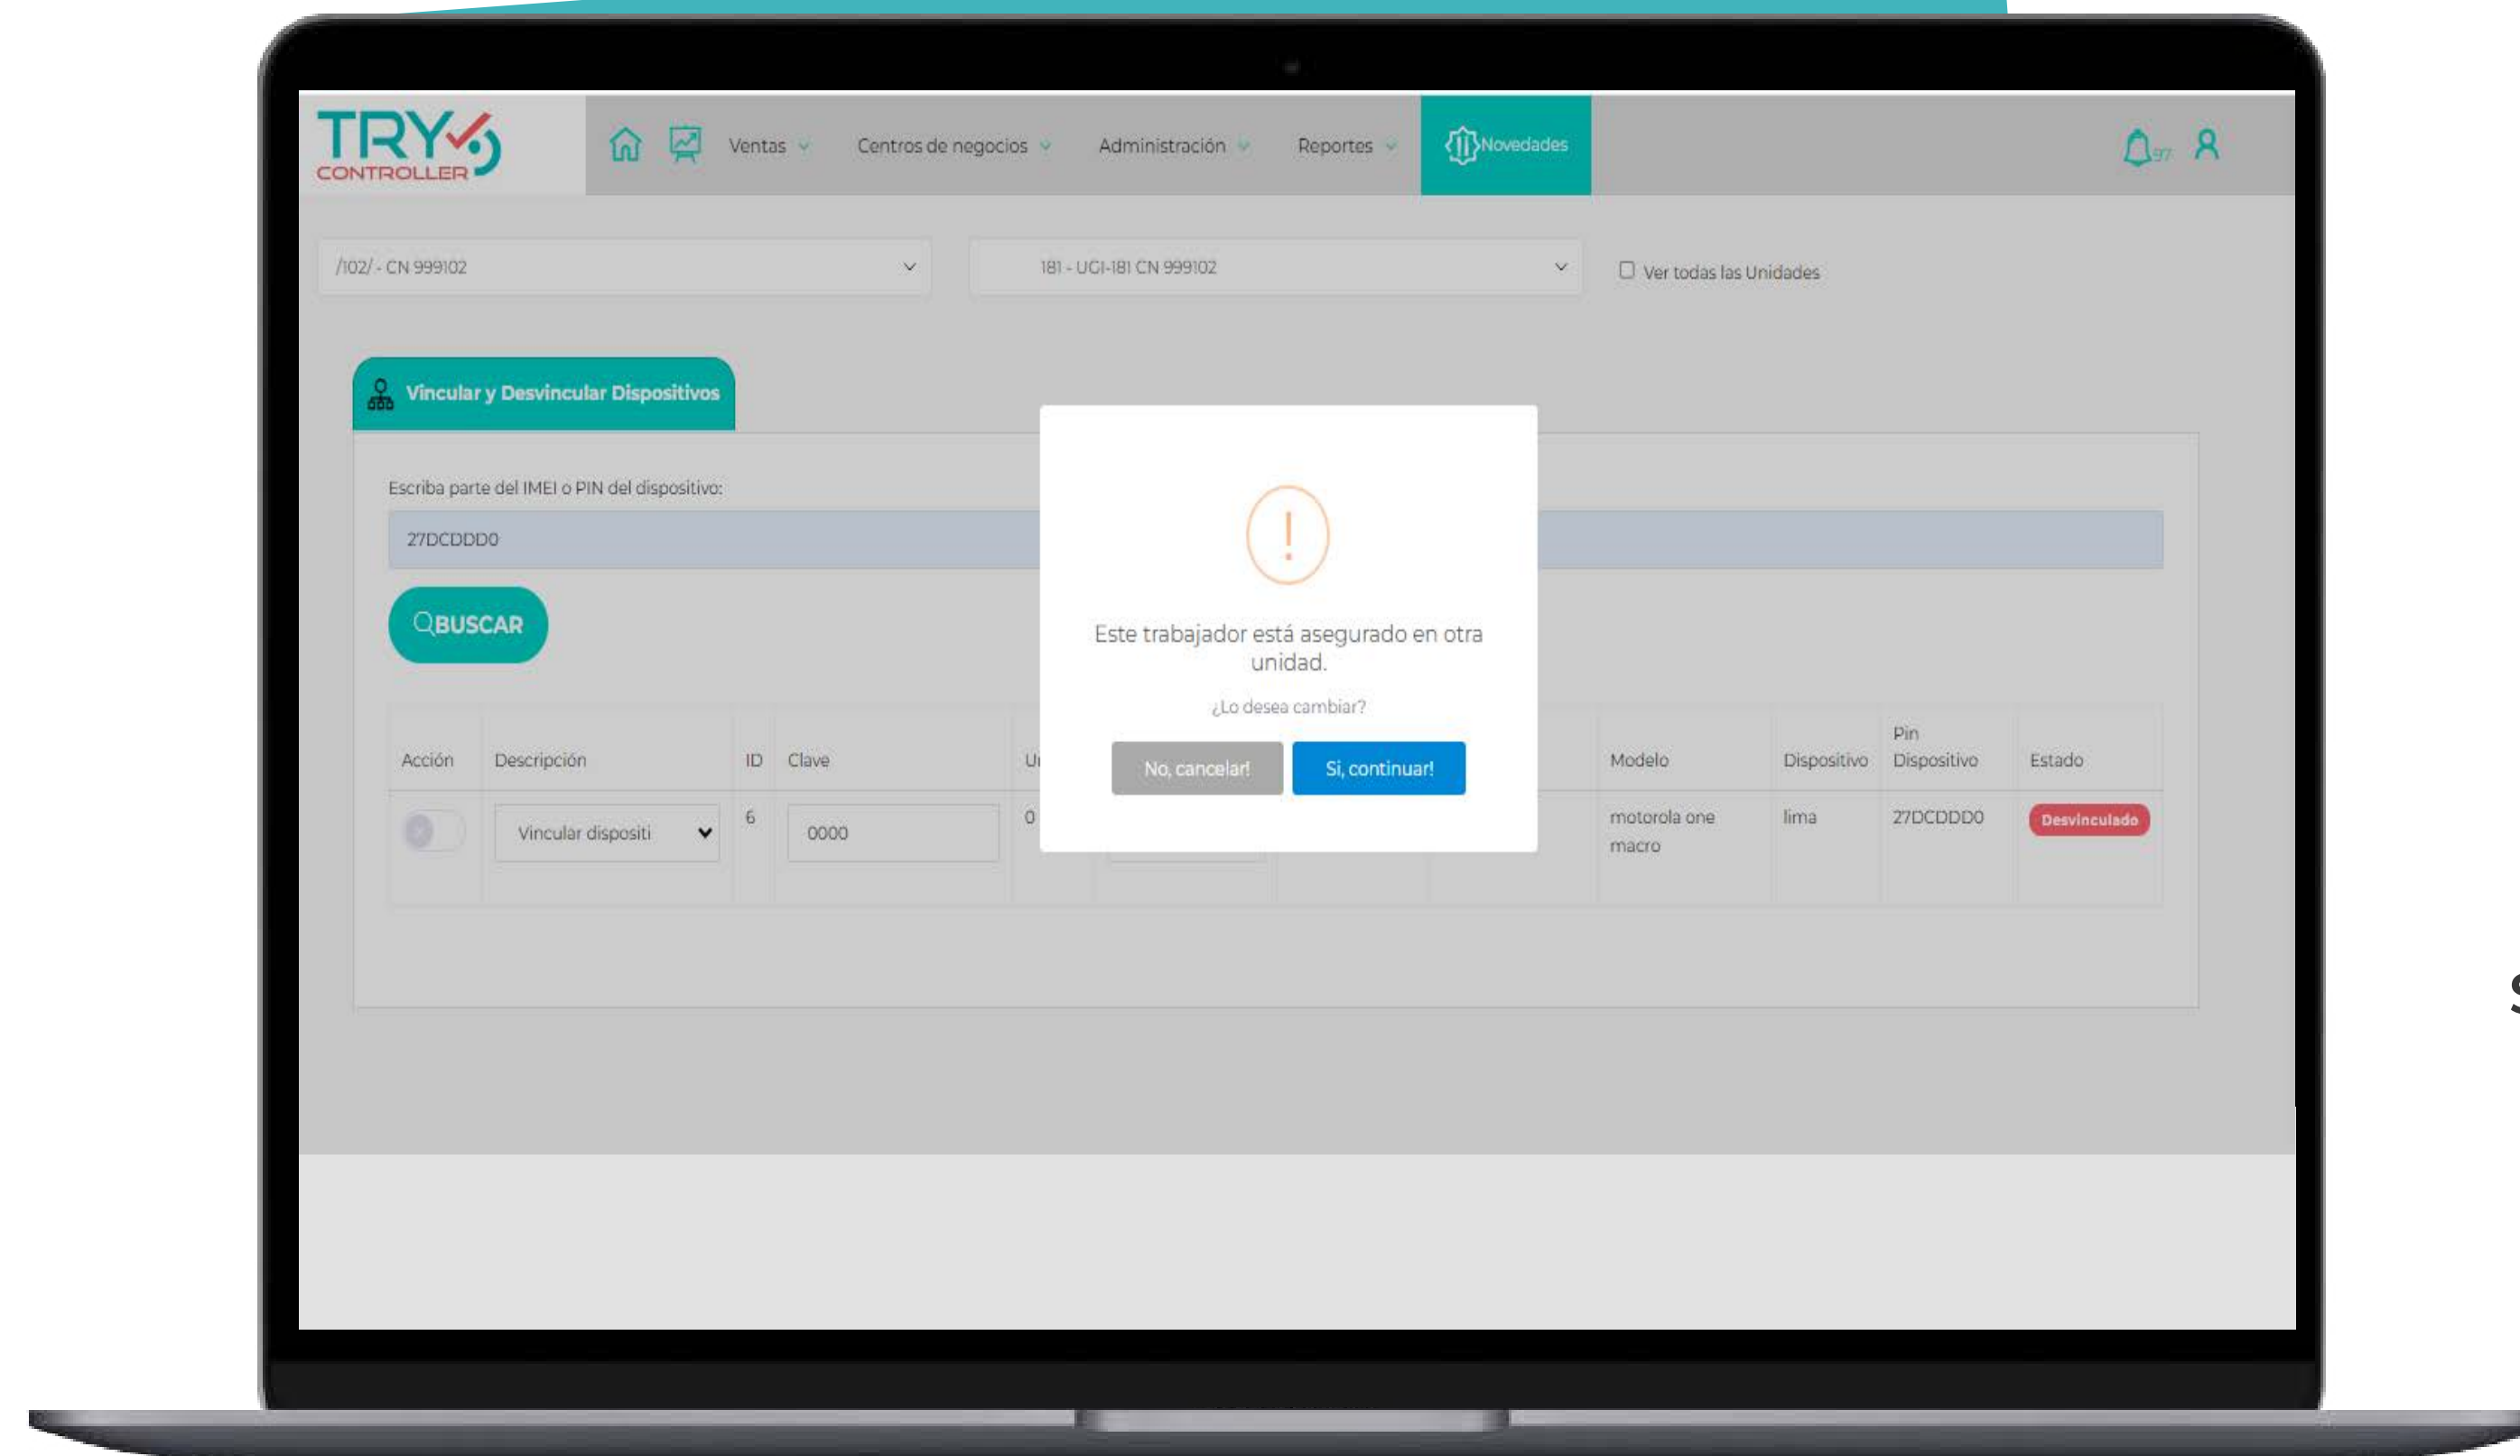 TRY
CONTROLLER
Ventas
Centros de negocios
Administración
Reportes
Novedades
97
/102/ - CN 999102
181 - UGI-181 CN 999102
Ver todas las Unidades
Vincular y Desvincular Dispositivos
Escriba parte del IMEI o PIN del dispositivo:
27DCDDD0
BUSCAR
Este trabajador está asegurado en otra
unidad.
¿Lo desea cambiar?
No, cancelar!
Si, continuar!
Acción
Descripción
ID
Clave
Modelo
Dispositivo
Pin
Dispositivo
Estado
Vincular dispositi
6
0000
0
motorola one
macro
lima
27DCDDD0
Desvinculado